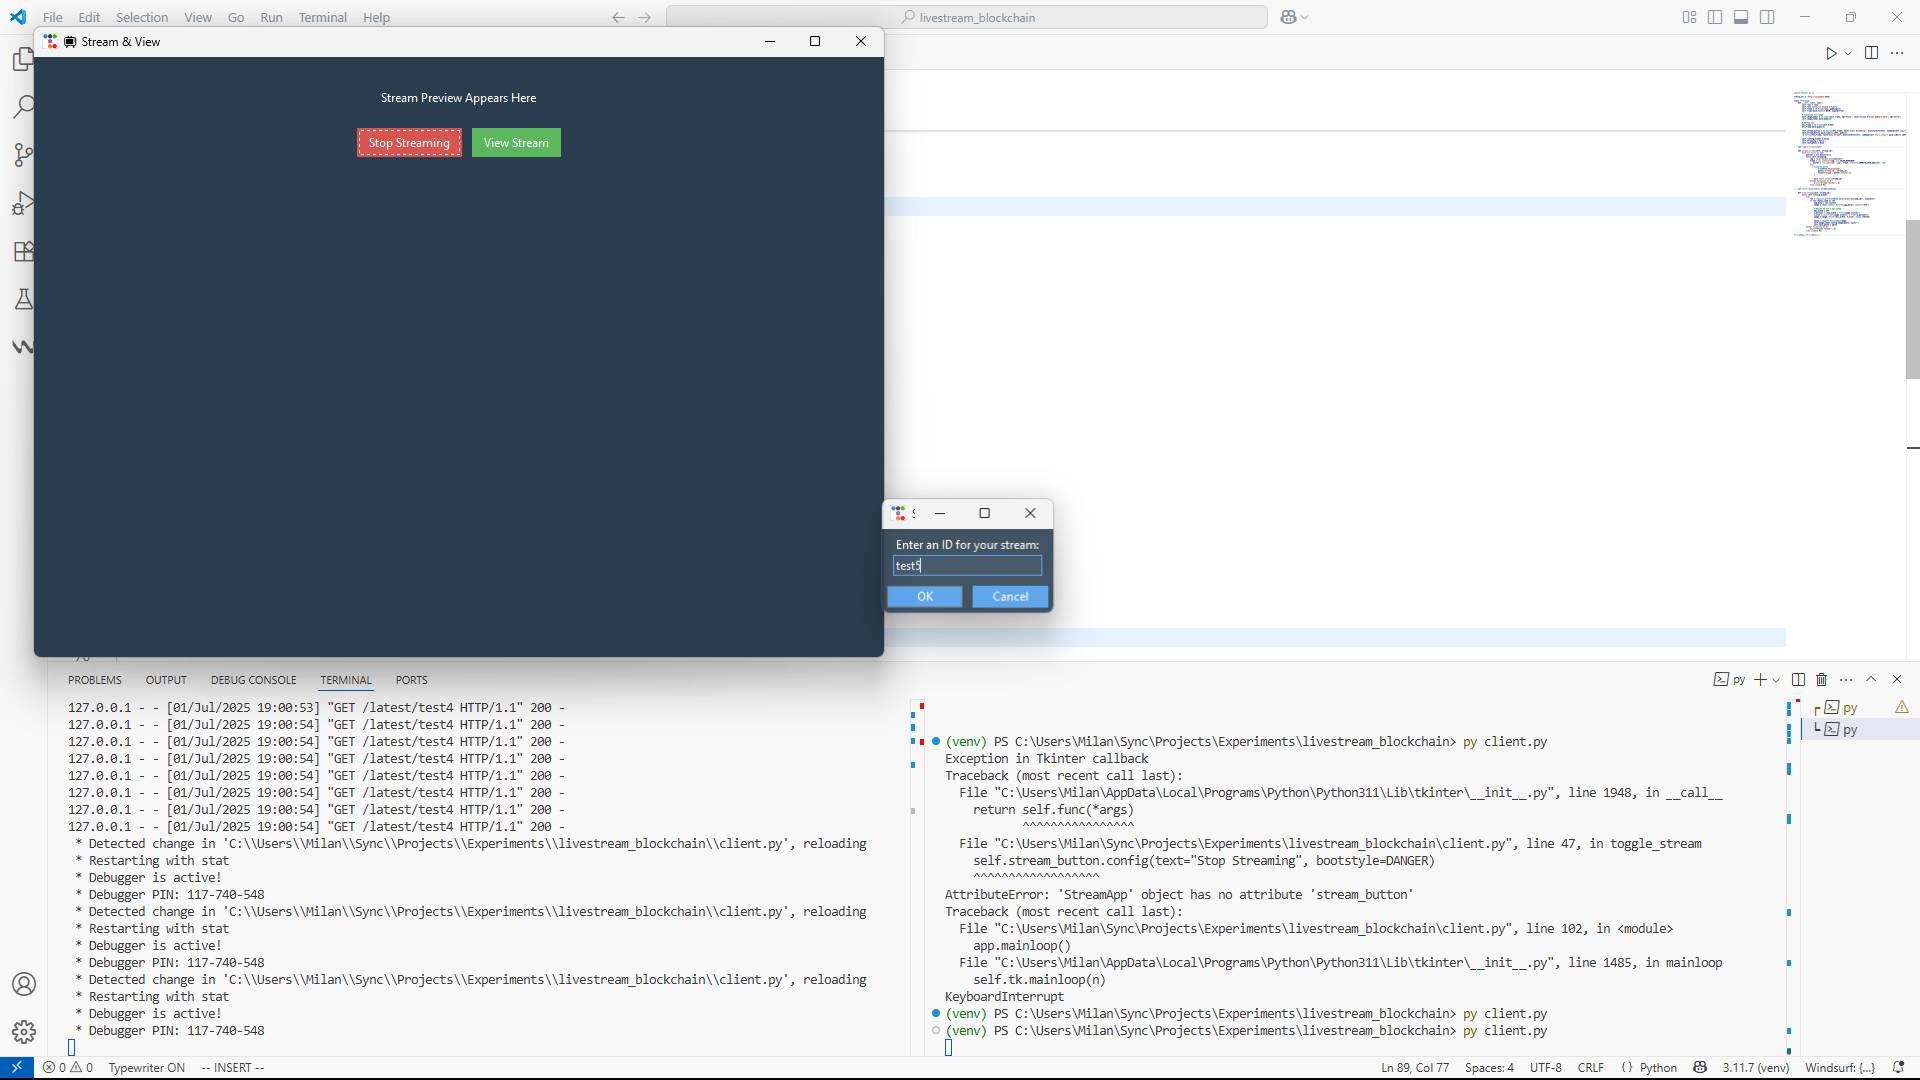 File Edit Selection View Go Run Terminal Help
livestream_blockchain
Stream & View
Stream Preview Appears Here
Stop Streaming
View Stream
Enter an ID for your stream:
test5
OK
Cancel
PROBLEMS OUTPUT DEBUG CONSOLE TERMINAL PORTS
py
127.0.0.1 - - [01/Jul/2025 19:00:53] "GET /latest/test4 HTTP/1.1" 200 -
127.0.0.1 - - [01/Jul/2025 19:00:54] "GET /latest/test4 HTTP/1.1" 200 -
127.0.0.1 - - [01/Jul/2025 19:00:54] "GET /latest/test4 HTTP/1.1" 200 -
127.0.0.1 - - [01/Jul/2025 19:00:54] "GET /latest/test4 HTTP/1.1" 200 -
127.0.0.1 - - [01/Jul/2025 19:00:54] "GET /latest/test4 HTTP/1.1" 200 -
127.0.0.1 - - [01/Jul/2025 19:00:54] "GET /latest/test4 HTTP/1.1" 200 -
127.0.0.1 - - [01/Jul/2025 19:00:54] "GET /latest/test4 HTTP/1.1" 200 -
127.0.0.1 - - [01/Jul/2025 19:00:54] "GET /latest/test4 HTTP/1.1" 200 -
* Detected change in 'C:\\Users\\Milan\\Sync\\Projects\\Experiments\\livestream_blockchain\\client.py', reloading
* Restarting with stat
* Debugger is active!
* Debugger PIN: 117-740-548
* Detected change in 'C:\\Users\\Milan\\Sync\\Projects\\Experiments\\livestream_blockchain\\client.py', reloading
* Restarting with stat
* Debugger is active!
* Debugger PIN: 117-740-548
* Detected change in 'C:\\Users\\Milan\\Sync\\Projects\\Experiments\\livestream_blockchain\\client.py', reloading
* Restarting with stat
* Debugger is active!
* Debugger PIN: 117-740-548
(venv) PS C:\Users\Milan\Sync\Projects\Experiments\livestream_blockchain> py client.py
Exception in Tkinter callback
Traceback (most recent call last):
File "C:\Users\Milan\AppData\Local\Programs\Python\Python311\Lib\tkinter\__init__.py", line 1948, in __call__
return self.func(*args)
^^^^^^^^^^^^^^^^
File "C:\Users\Milan\Sync\Projects\Experiments\livestream_blockchain\client.py", line 47, in toggle_stream
self.stream_button.config(text="Stop Streaming", bootstyle=DANGER)
^^^^^^^^^^^^^^^^^^
AttributeError: 'StreamApp' object has no attribute 'stream_button'
Traceback (most recent call last):
File "C:\Users\Milan\Sync\Projects\Experiments\livestream_blockchain\client.py", line 102, in <module>
app.mainloop()
File "C:\Users\Milan\AppData\Local\Programs\Python\Python311\Lib\tkinter\__init__.py", line 1485, in mainloop
self.tk.mainloop(n)
KeyboardInterrupt
(venv) PS C:\Users\Milan\Sync\Projects\Experiments\livestream_blockchain> py client.py
(venv) PS C:\Users\Milan\Sync\Projects\Experiments\livestream_blockchain> py client.py
py
py
0 0 Typewriter ON -- INSERT --
Ln 89, Col 77 Spaces: 4 UTF-8 CRLF {} Python 3.11.7 (venv) Windsurf: {...}